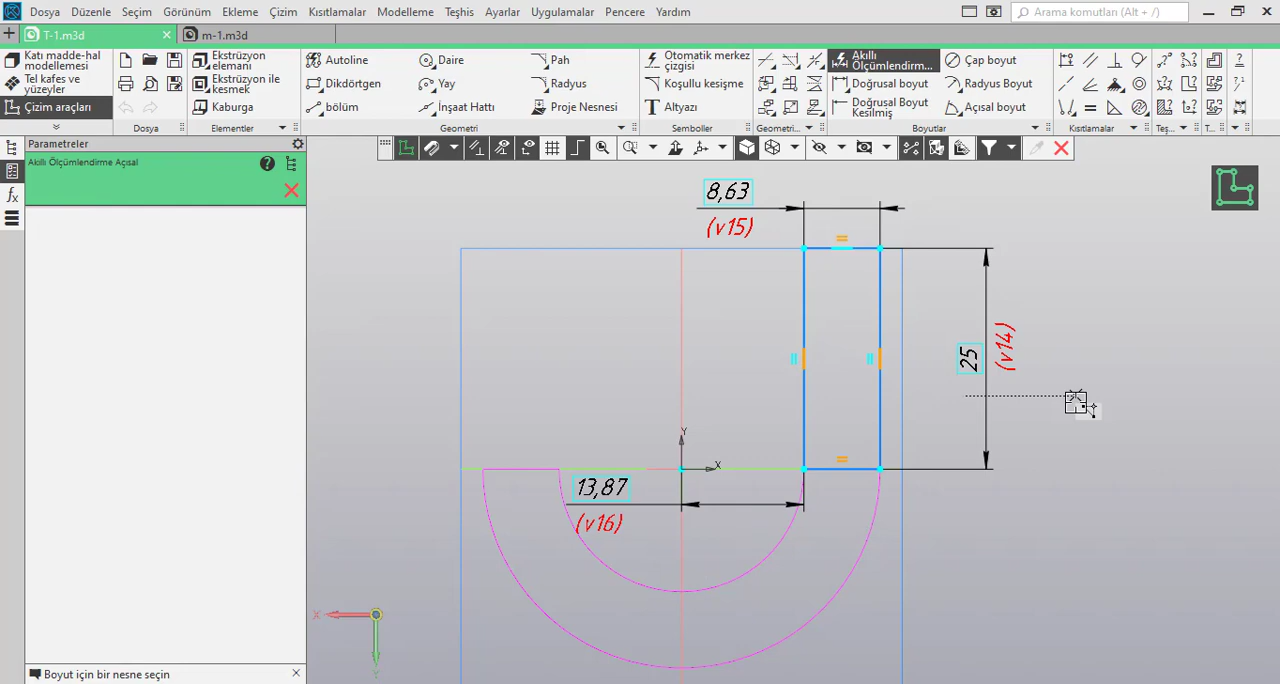 Dosya Düzenle Seçim Görünüm Ekleme Çizim Kısıtlamalar Modelleme Teşhis Ayarlar Uygulamalar Pencere Yardım
Arama komutları (Alt + /)
T-1.m3d
m-1.m3d
Katı madde-hal modellemesi
Tel kafes ve yüzeyler
Çizim araçları
Dosya
Ekstrüzyon elemanı
Ekstrüzyon ile kesmek
Kaburga
Elementler
Autoline
Dikdörtgen
bölüm
Daire
Yay
İnşaat Hattı
Pah
Radyus
Proje Nesnesi
Geometri
Otomatik merkez çizgisi
Koşullu kesişme
Altyazı
Semboller
Geometri...
Akıllı Ölçümlendirm...
Doğrusal boyut
Doğrusal Boyut Kesilmiş
Çap boyut
Radyus Boyut
Açısal boyut
Boyutlar
Kısıtlamalar
Teş...
T...
Parametreler
Akıllı Ölçümlendirme Açısal
8,63
(v15)
25
(v14)
13,87
(v16)
Y
X
X
Boyut için bir nesne seçin